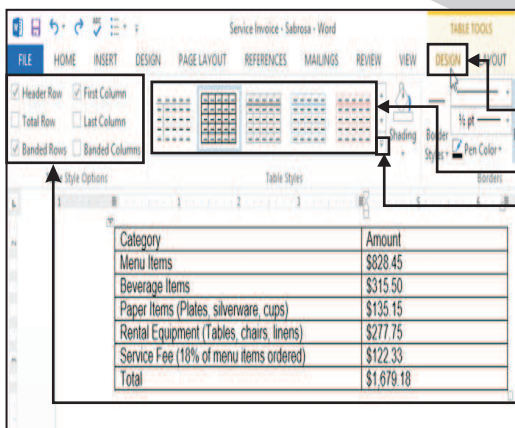 Service Invoice - Sabrosa - Word
TABLE TOOLS
FILE HOME INSERT DESIGN PAGE LAYOUT REFERENCES MAILINGS REVIEW VIEW DESIGN LAYOUT
Header Row First Column
Total Row Last Column
Banded Rows Banded Columns
Shading
Border Styles
¾ pt
Pen Color
Style Options Table Styles Borders
Category Amount
Menu Items $828.45
Beverage Items $315.50
Paper Items (Plates, silverware, cups) $135.15
Rental Equipment (Tables, chairs, linens) $277.75
Service Fee (18% of menu items ordered) $122.33
Total $1,679.18